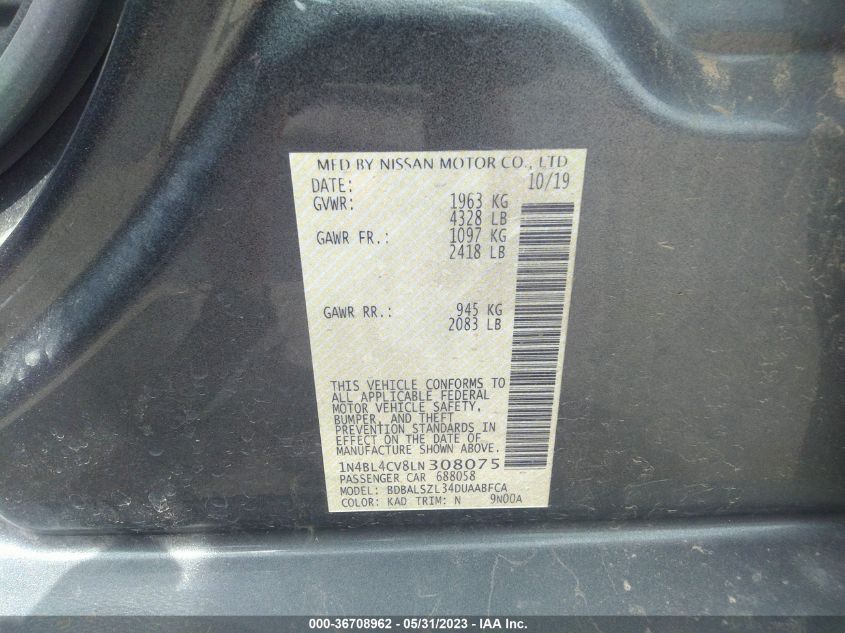 MFD BY NISSAN MOTOR CO., LTD
DATE: 10/19
GVWR: 1963 KG
4328 LB
GAWR FR.: 1097 KG
2418 LB
GAWR RR.: 945 KG
2083 LB
THIS VEHICLE CONFORMS TO
ALL APPLICABLE FEDERAL
MOTOR VEHICLE SAFETY,
BUMPER, AND THEFT
PREVENTION STANDARDS IN
EFFECT ON THE DATE OF
MANUFACTURE SHOWN ABOVE.
1N4BL4CV8LN308075
PASSENGER CAR 688058
MODEL: BDBALSZL34DUAABFCA
COLOR: KAD TRIM: N 9N00A
000-36708962 - 05/31/2023 - IAA Inc.